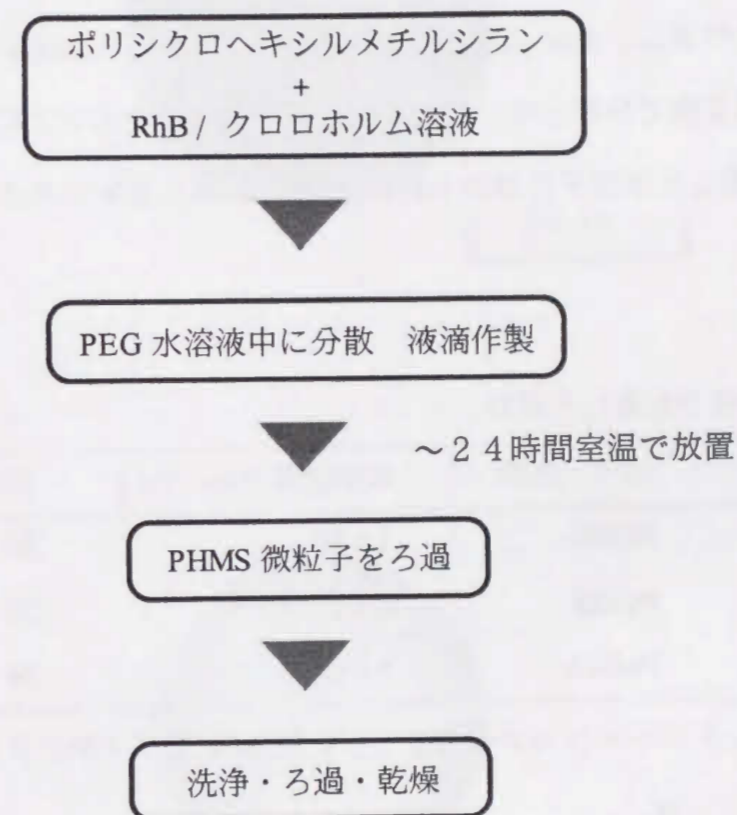 ポリシクロヘキシルメチルシラン
+
RhB / クロロホルム溶液
PEG 水溶液中に分散　液滴作製
～２４時間室温で放置
PHMS 微粒子をろ過
洗浄・ろ過・乾燥